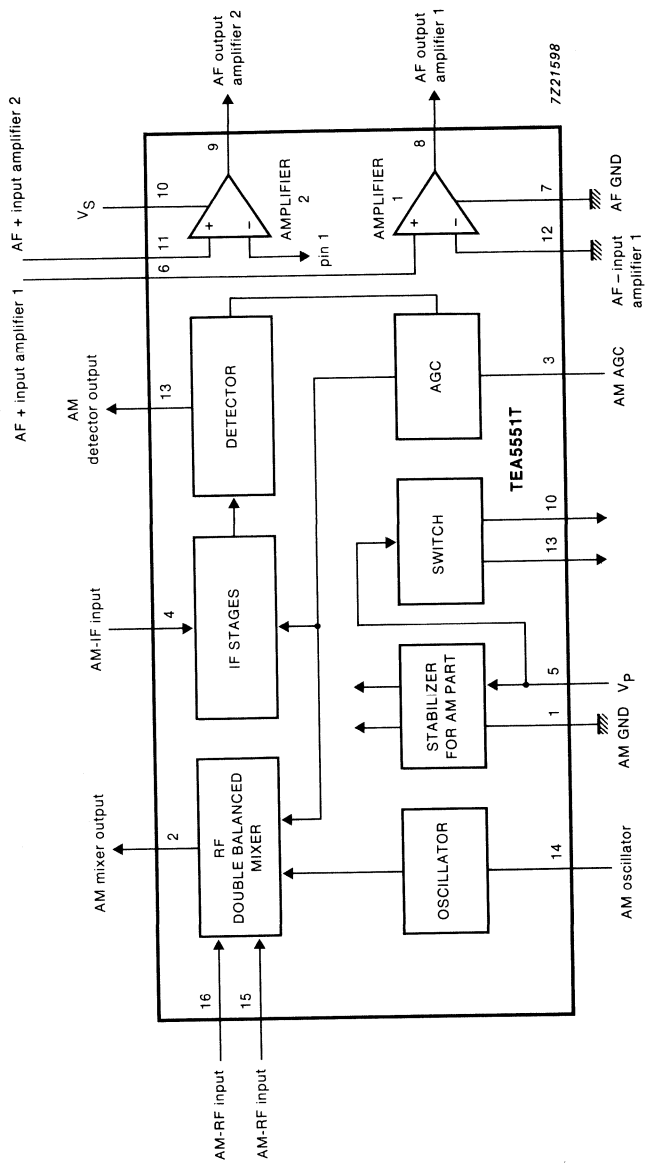 AF + input amplifier 1
AF + input amplifier 2
AM mixer output
AM-IF input
AM
detector output
V_S
2
4
13
6
11
10
AM-RF input
16
AM-RF input
15
RF
DOUBLE BALANCED
MIXER
IF STAGES
DETECTOR
+
−
AMPLIFIER
2
pin 1
9
AF output
amplifier 2
OSCILLATOR
STABILIZER
FOR AM PART
SWITCH
AGC
AMPLIFIER
1
+
−
8
AF output
amplifier 1
TEA5551T
14
1
5
13
10
3
12
7
AM oscillator
AM GND
V_P
AM AGC
AF – input
amplifier 1
AF GND
7Z21598